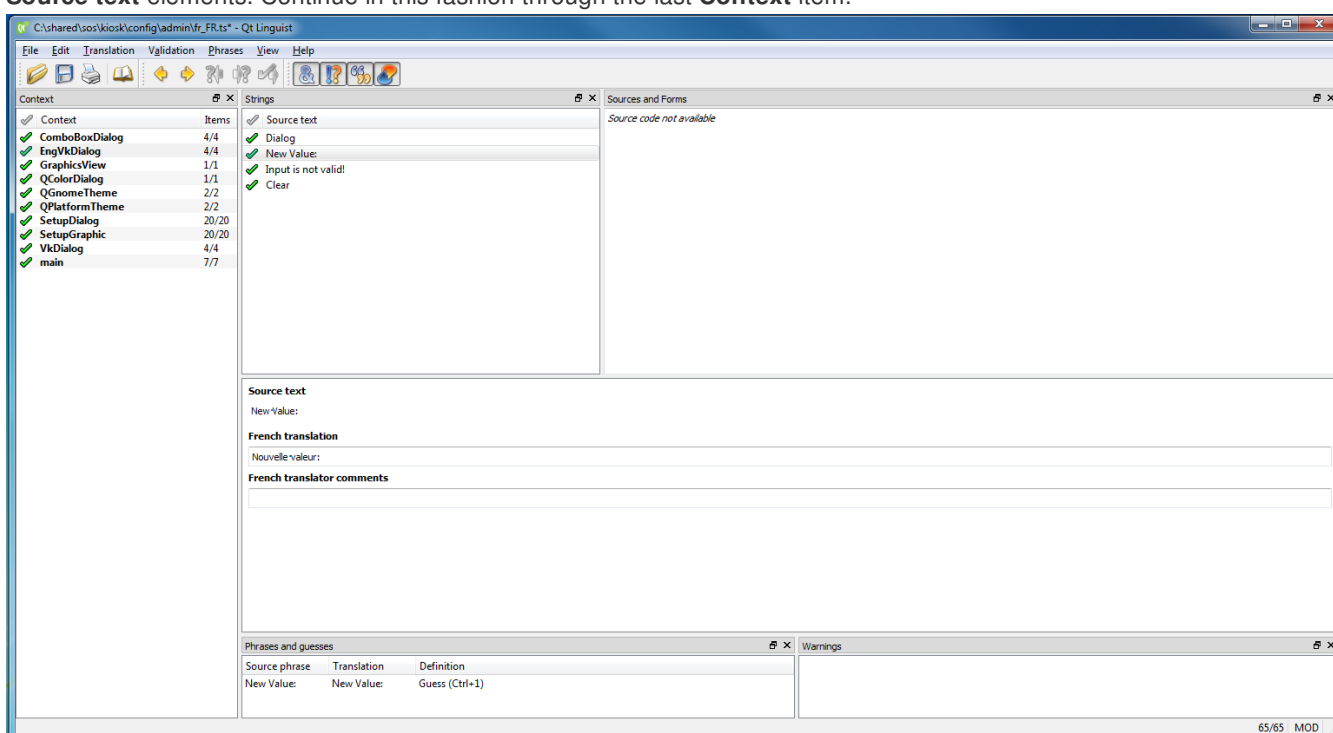 Source text elements. Continue in this fashion through the last Context item.
C:\shared\sos\kiosk\config\admin\fr_FR.ts* - Qt Linguist
File Edit Translation Validation Phrases View Help
Context
Strings
Sources and Forms
Context Items
ComboBoxDialog 4/4
EngVkDialog 4/4
GraphicsView 1/1
QColorDialog 1/1
QGnomeTheme 2/2
QPlatformTheme 2/2
SetupDialog 20/20
SetupGraphic 20/20
VkDialog 4/4
main 7/7
Source text
Dialog
New Value:
Input is not valid!
Clear
Source code not available
Source text
New Value:
French translation
Nouvelle valeur:
French translator comments
Phrases and guesses
Source phrase Translation Definition
New Value: New Value: Guess (Ctrl+1)
Warnings
65/65 MOD